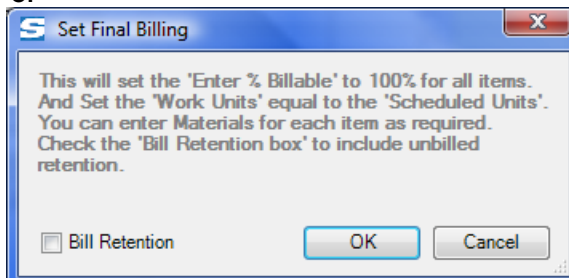 Set Final Billing
This will set the 'Enter % Billable' to 100% for all items.
And Set the 'Work Units' equal to the 'Scheduled Units'.
You can enter Materials for each item as required.
Check the 'Bill Retention box' to include unbilled
retention.
Bill Retention OK Cancel